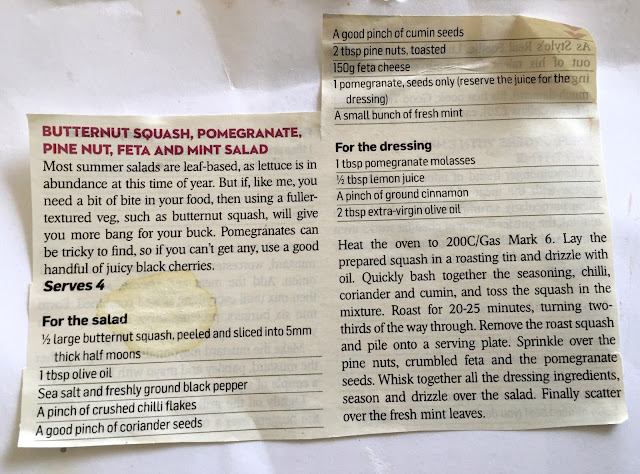 BUTTERNUT SQUASH, POMEGRANATE,
PINE NUT, FETA AND MINT SALAD
Most summer salads are leaf-based, as lettuce is in
abundance at this time of year. But if, like me, you
need a bit of bite in your food, then using a fuller-
textured veg, such as butternut squash, will give
you more bang for your buck. Pomegranates can
be tricky to find, so if you can't get any, use a good
handful of juicy black cherries.
Serves 4
For the salad
½ large butternut squash, peeled and sliced into 5mm
thick half moons
1 tbsp olive oil
Sea salt and freshly ground black pepper
A pinch of crushed chilli flakes
A good pinch of coriander seeds
A good pinch of cumin seeds
2 tbsp pine nuts, toasted
150g feta cheese
1 pomegranate, seeds only (reserve the juice for the
dressing)
A small bunch of fresh mint
For the dressing
1 tbsp pomegranate molasses
½ tbsp lemon juice
A pinch of ground cinnamon
2 tbsp extra-virgin olive oil
Heat the oven to 200C/Gas Mark 6. Lay the
prepared squash in a roasting tin and drizzle with
oil. Quickly bash together the seasoning, chilli,
coriander and cumin, and toss the squash in the
mixture. Roast for 20-25 minutes, turning two-
thirds of the way through. Remove the roast squash
and pile onto a serving plate. Sprinkle over the
pine nuts, crumbled feta and the pomegranate
seeds. Whisk together all the dressing ingredients,
season and drizzle over the salad. Finally scatter
over the fresh mint leaves.